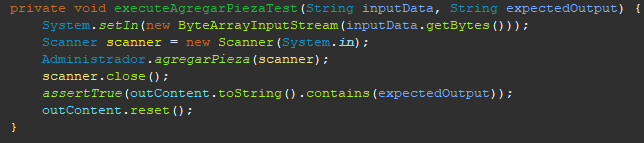 private void executeAgregarPiezaTest(String inputData, String expectedOutput) {
    System.setIn(new ByteArrayInputStream(inputData.getBytes()));
    Scanner scanner = new Scanner(System.in);
    Administrador.agregarPieza(scanner);
    scanner.close();
    assertTrue(outContent.toString().contains(expectedOutput));
    outContent.reset();
}